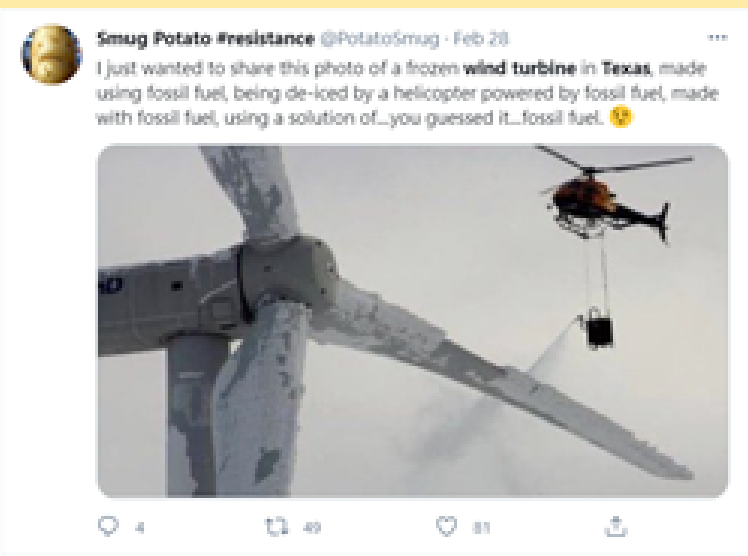 Smug Potato #resistance @PotatoSmug · Feb 28
I just wanted to share this photo of a frozen wind turbine in Texas, made
using fossil fuel, being de-iced by a helicopter powered by fossil fuel, made
with fossil fuel, using a solution of...you guessed it...fossil fuel. 😯
4 49 81